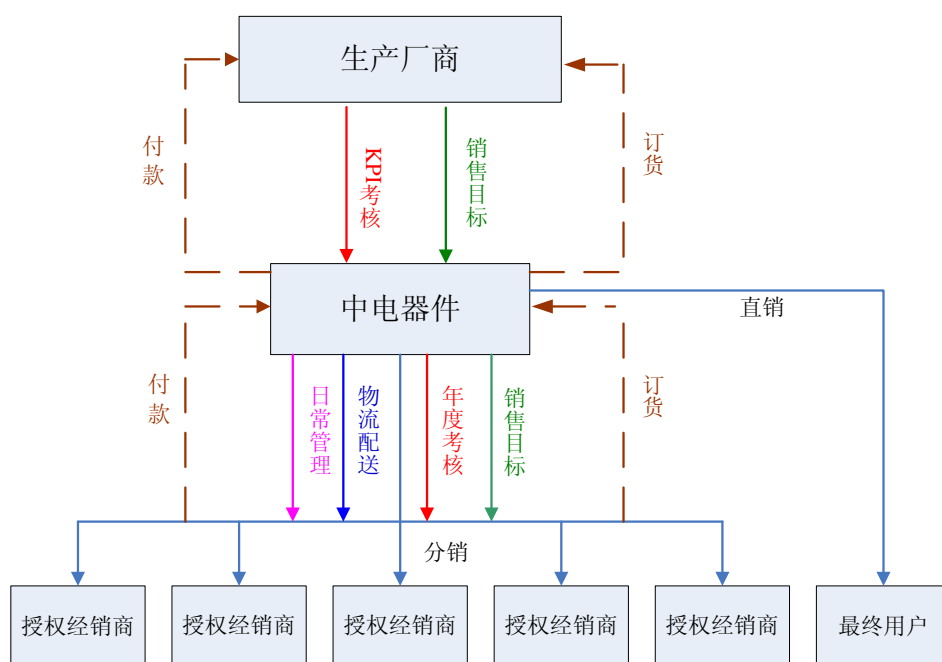 生产厂商
付款
KPI考核
销售目标
订货
中电器件
直销
付款
日常管理
物流配送
年度考核
销售目标
订货
分销
授权经销商
授权经销商
授权经销商
授权经销商
授权经销商
最终用户